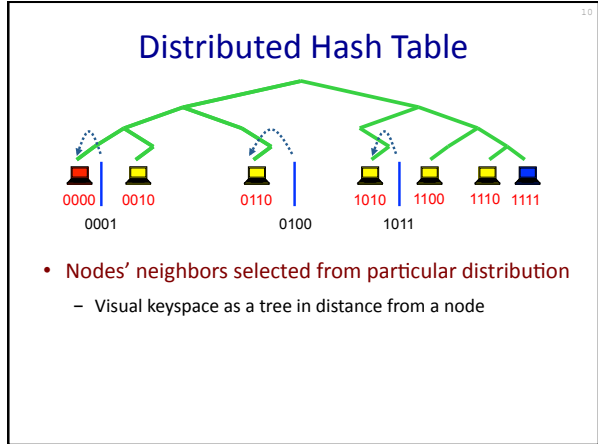 10
Distributed Hash Table
0000 0010 0110 1010 1100 1110 1111
0001 0100 1011
• Nodes' neighbors selected from particular distribution
– Visual keyspace as a tree in distance from a node